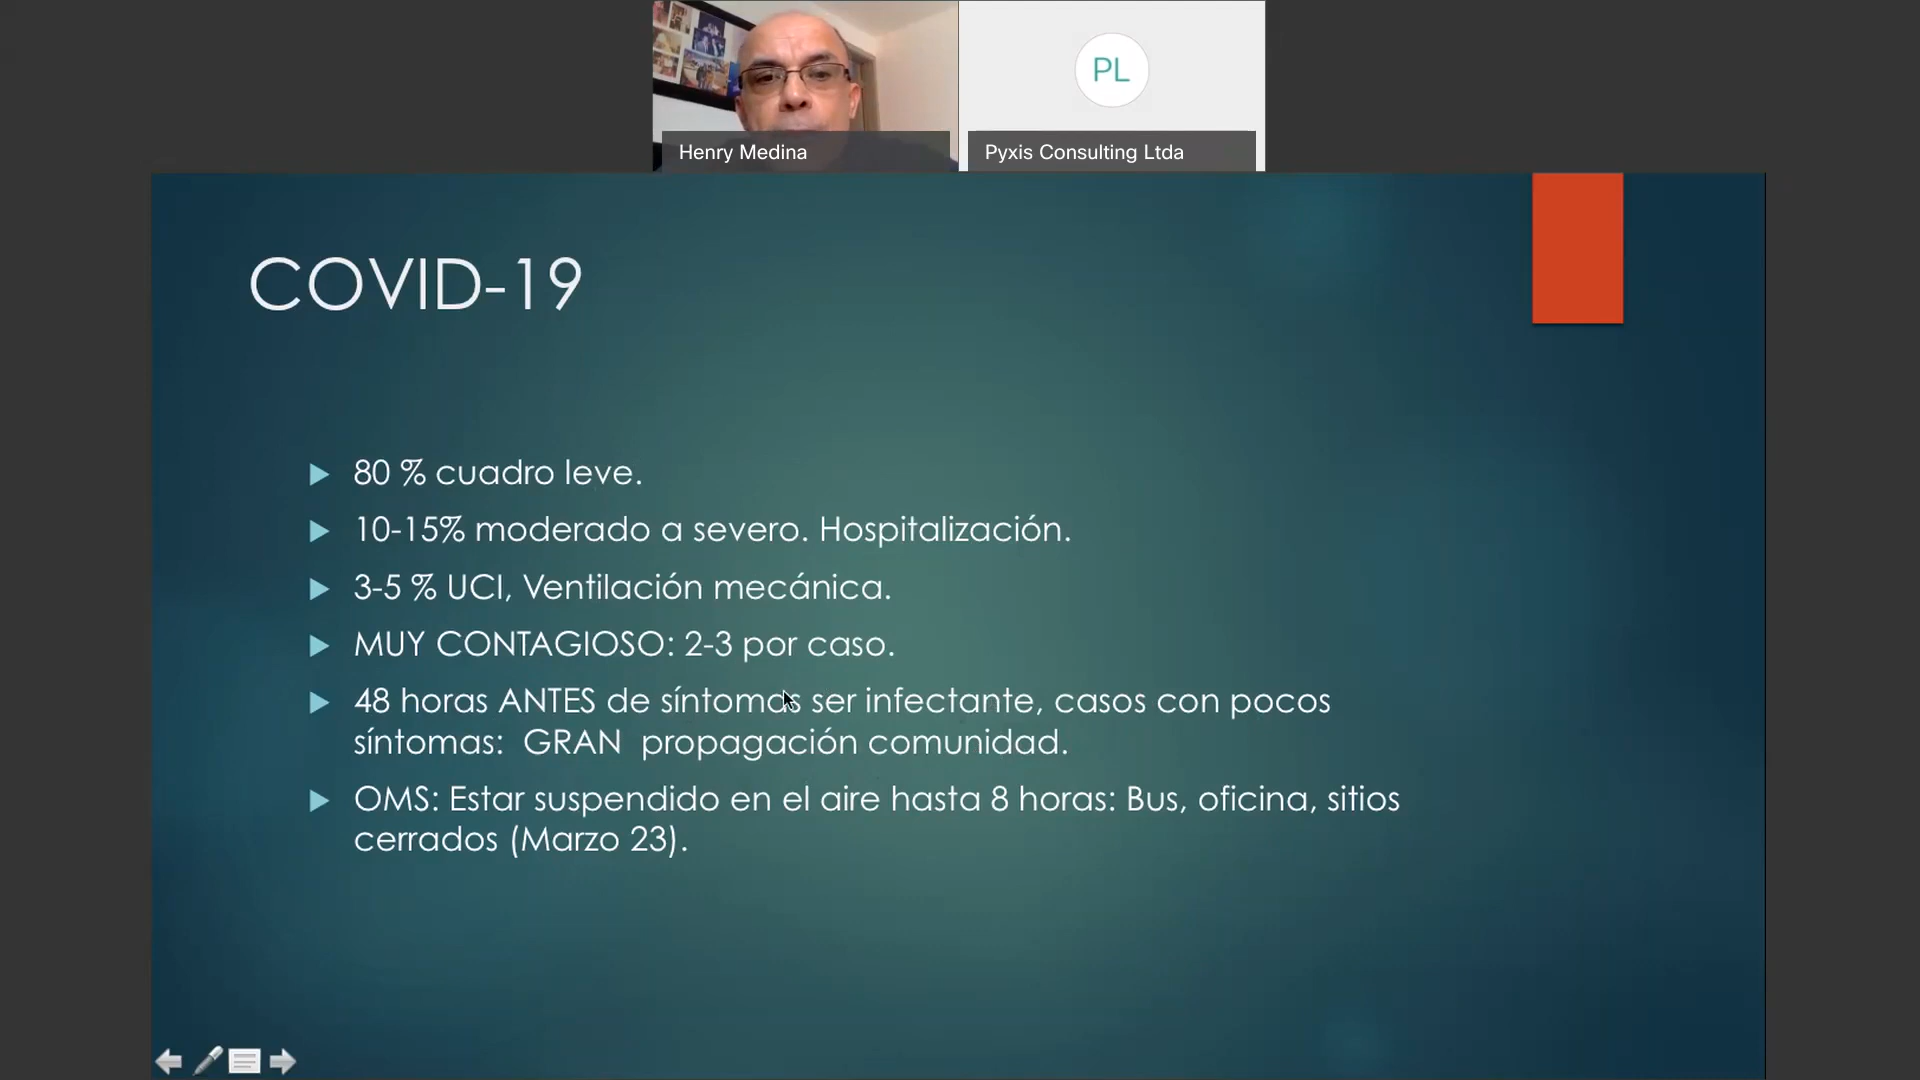 PL
Henry Medina
Pyxis Consulting Ltda
COVID-19
80 % cuadro leve.
10-15% moderado a severo. Hospitalización.
3-5 % UCI, Ventilación mecánica.
MUY CONTAGIOSO: 2-3 por caso.
48 horas ANTES de síntomas ser infectante, casos con pocos
síntomas: GRAN propagación comunidad.
OMS: Estar suspendido en el aire hasta 8 horas: Bus, oficina, sitios
cerrados (Marzo 23).